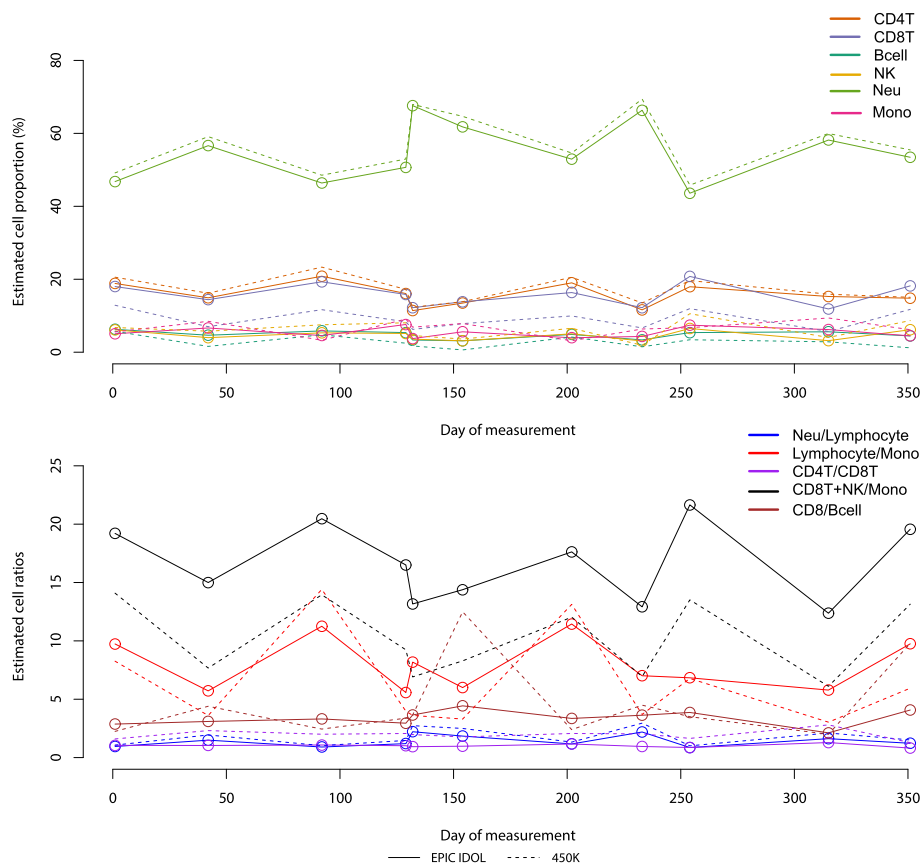 CD4T
CD8T
Bcell
NK
Neu
Mono
80
60
40
20
0
Estimated cell proportion (%)
0 50 100 150 200 250 300 350
Day of measurement
Neu/Lymphocyte
Lymphocyte/Mono
CD4T/CD8T
CD8T+NK/Mono
CD8/Bcell
25
20
15
10
5
0
Estimated cell ratios
0 50 100 150 200 250 300 350
Day of measurement
EPIC IDOL 450K